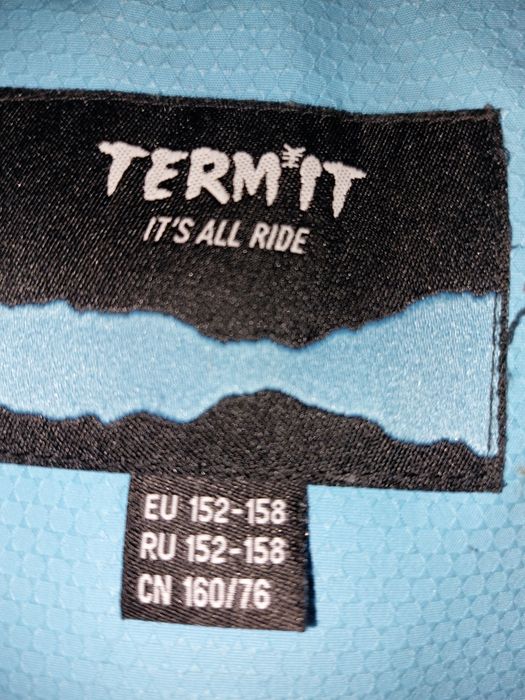 TERMIT
IT'S ALL RIDE
EU 152-158
RU 152-158
CN 160/76